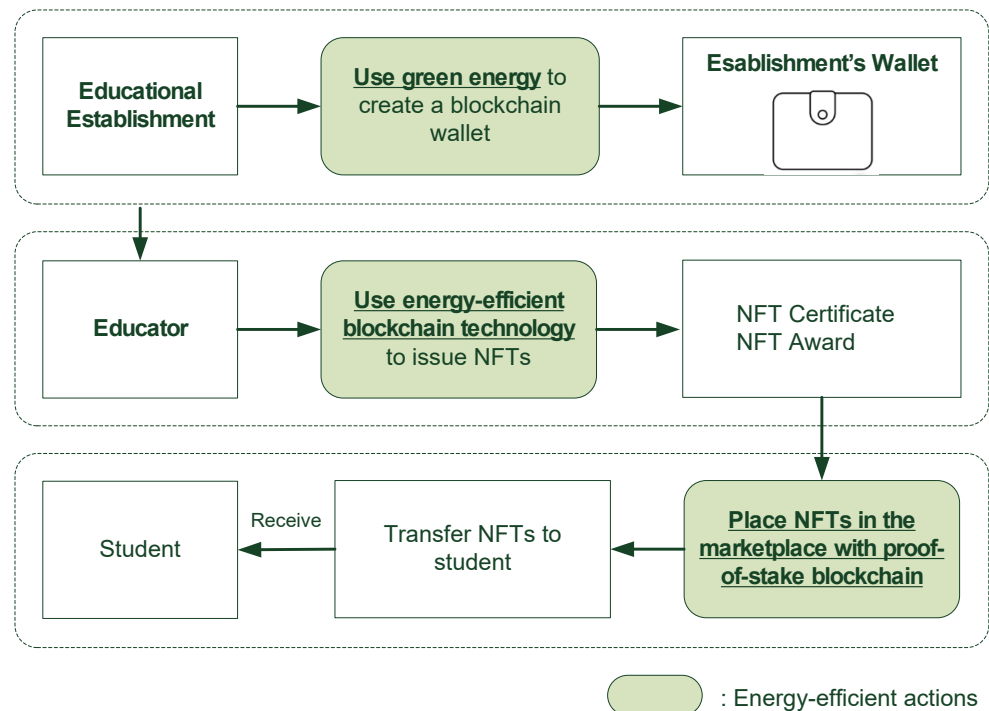 Educational
Establishment
Use green energy to
create a blockchain
wallet
Esablishment's Wallet
Educator
Use energy-efficient
blockchain technology
to issue NFTs
NFT Certificate
NFT Award
Student
Receive
Transfer NFTs to
student
Place NFTs in the
marketplace with proof-
of-stake blockchain
: Energy-efficient actions